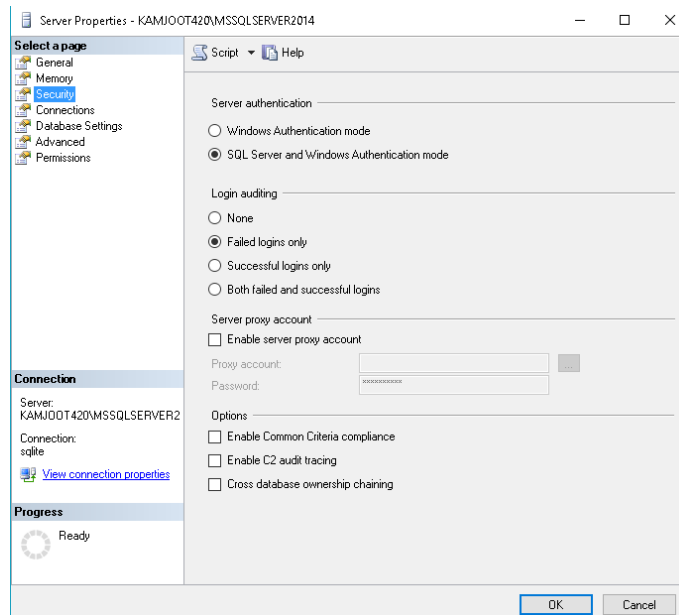 Server Properties - KAMJOOT420\MSSQLSERVER2014
Select a page
General
Memory
Security
Connections
Database Settings
Advanced
Permissions
Script
Help
Server authentication
Windows Authentication mode
SQL Server and Windows Authentication mode
Login auditing
None
Failed logins only
Successful logins only
Both failed and successful logins
Server proxy account
Enable server proxy account
Proxy account:
...
Password:
xxxxxxxxxx
Options
Enable Common Criteria compliance
Enable C2 audit tracing
Cross database ownership chaining
Connection
Server:
KAMJOOT420\MSSQLSERVER2
Connection:
sqlite
View connection properties
Progress
Ready
OK
Cancel